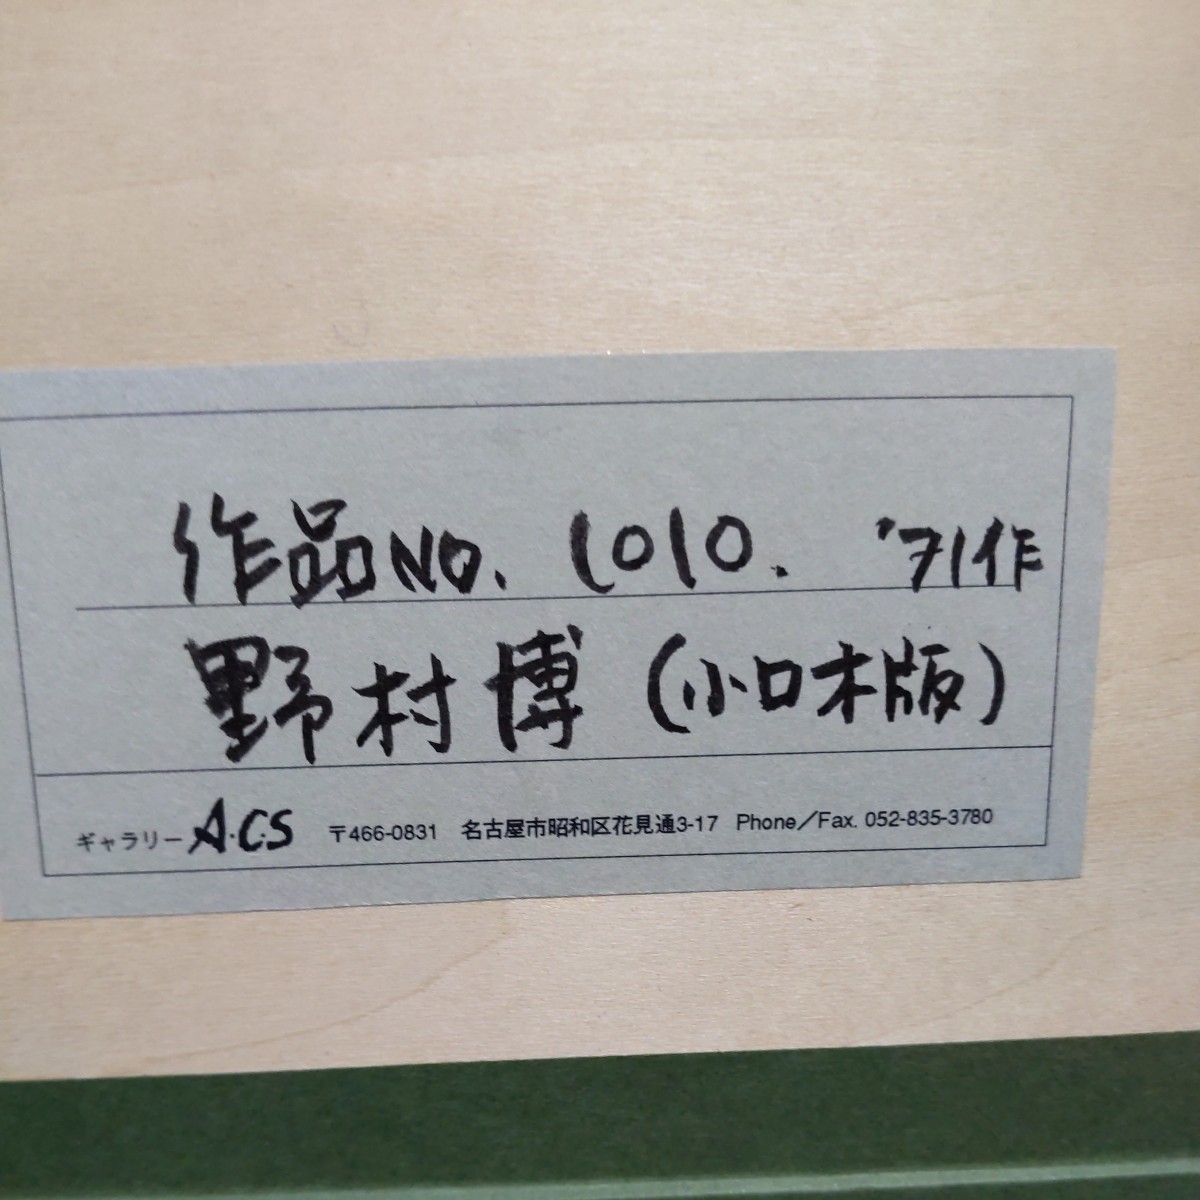 作品NO. 1010. '71作
野村博 (小口木版)
ギャラリーA・C・S 〒466-0831 名古屋市昭和区花見通3-17 Phone/Fax. 052-835-3780